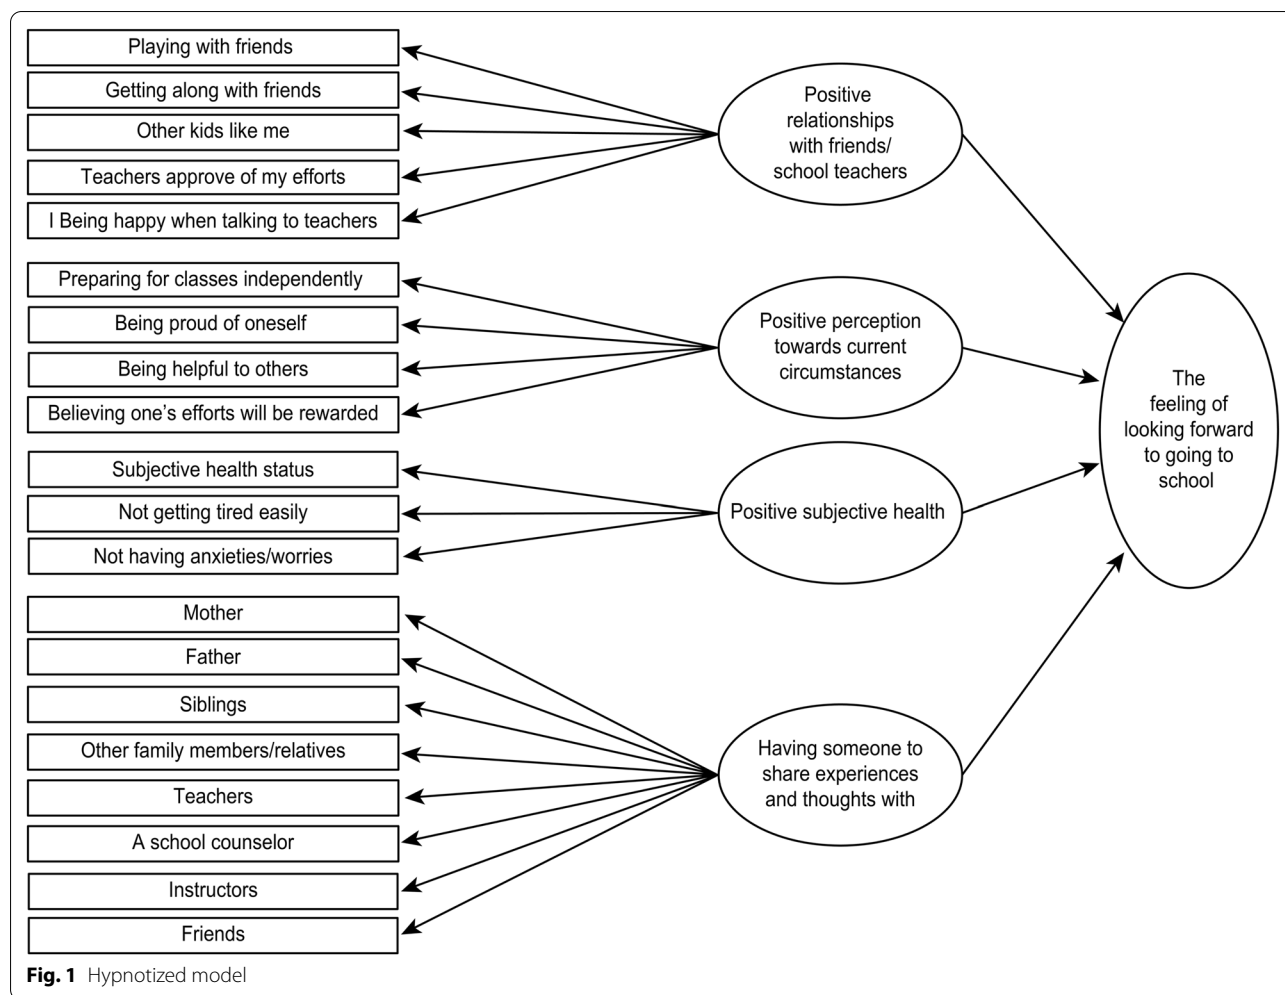 Playing with friends
Getting along with friends
Other kids like me
Teachers approve of my efforts
I Being happy when talking to teachers
Preparing for classes independently
Being proud of oneself
Being helpful to others
Believing one's efforts will be rewarded
Subjective health status
Not getting tired easily
Not having anxieties/worries
Mother
Father
Siblings
Other family members/relatives
Teachers
A school counselor
Instructors
Friends
Positive
relationships
with friends/
school teachers
Positive perception
towards current
circumstances
Positive subjective health
Having someone to
share experiences
and thoughts with
The
feeling of
looking forward
to going to
school
Fig. 1 Hypnotized model